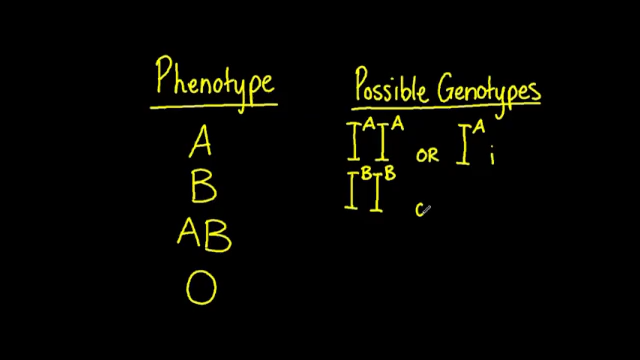 Phenotype Possible Genotypes
A I^A I^A OR I^A i
B I^B I^B
AB
O